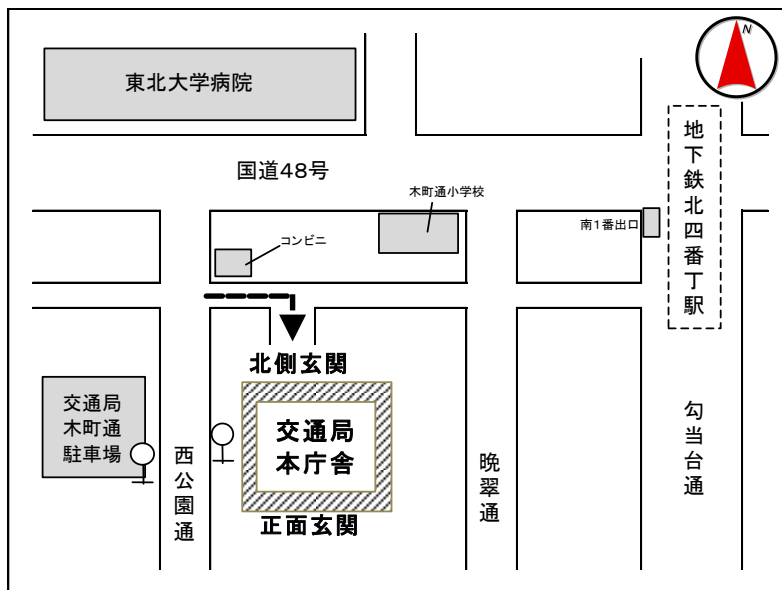 N
東北大学病院
国道48号
木町通小学校
コンビニ
南1番出口
地下鉄北四番丁駅
北側玄関
交通局
本庁舎
正面玄関
交通局
木町通
駐車場
西公園通
晩翠通
勾当台通